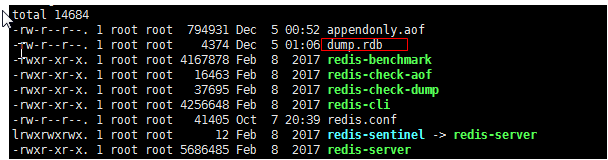 total 14684
-rw-r--r--. 1 root root  794931 Dec  5 00:52 appendonly.aof
-rw-r--r--. 1 root root    4374 Dec  5 01:06 dump.rdb
-rwxr-xr-x. 1 root root 4167878 Feb  8  2017 redis-benchmark
-rwxr-xr-x. 1 root root   16463 Feb  8  2017 redis-check-aof
-rwxr-xr-x. 1 root root   37695 Feb  8  2017 redis-check-dump
-rwxr-xr-x. 1 root root 4256648 Feb  8  2017 redis-cli
-rw-r--r--. 1 root root   41405 Oct  7 20:39 redis.conf
lrwxrwxrwx. 1 root root      12 Feb  8  2017 redis-sentinel -> redis-server
-rwxr-xr-x. 1 root root 5686485 Feb  8  2017 redis-server